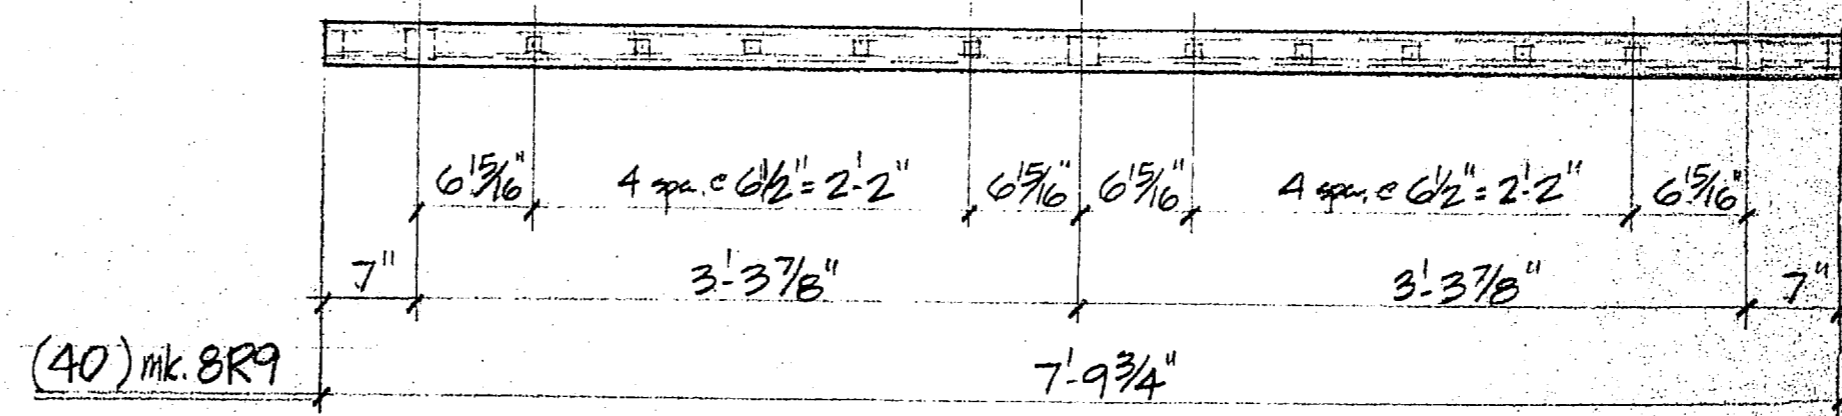 6 15/16" 4 spa. @ 6 1/2" = 2'-2" 6 15/16" 6 15/16" 4 spa. @ 6 1/2" = 2'-2" 6 15/16"
7" 3'-3 7/8" 3'-3 7/8" 7"
(40) mk. 8R9 7'-9 3/4"